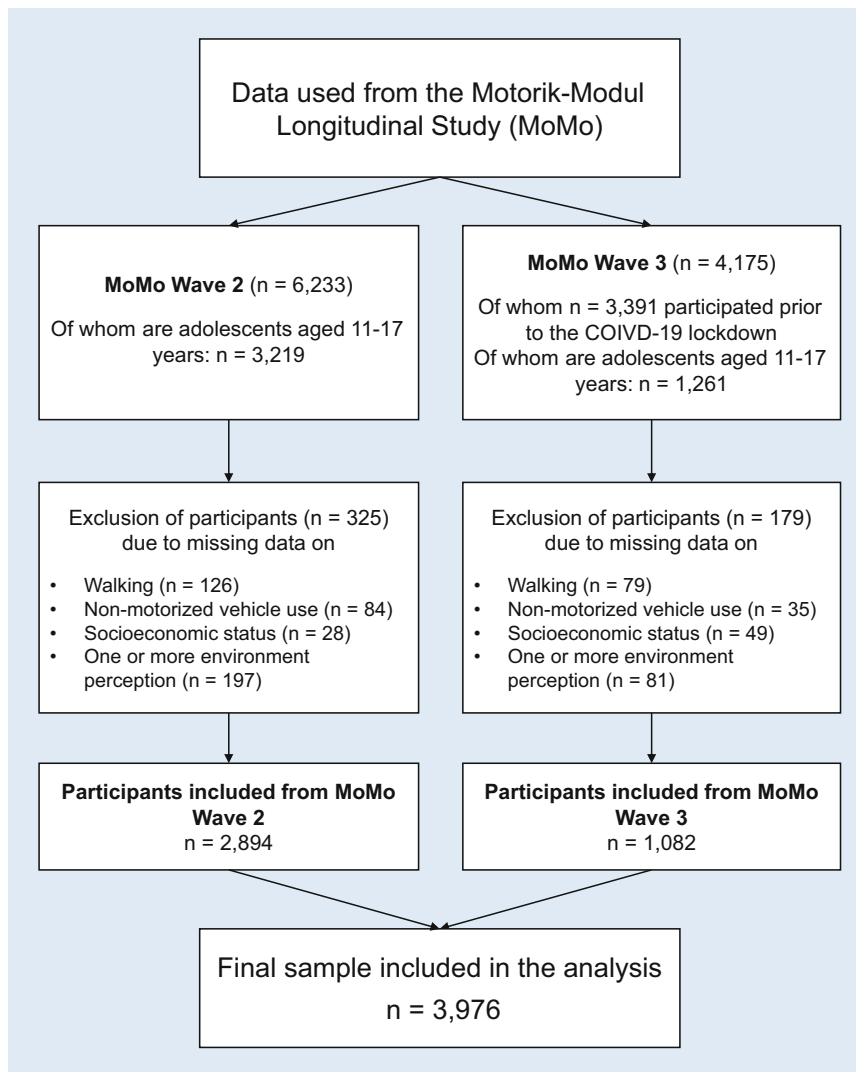 Data used from the Motorik-Modul
Longitudinal Study (MoMo)
MoMo Wave 2 (n = 6,233)
Of whom are adolescents aged 11-17
years: n = 3,219
MoMo Wave 3 (n = 4,175)
Of whom n = 3,391 participated prior
to the COIVD-19 lockdown
Of whom are adolescents aged 11-17
years: n = 1,261
Exclusion of participants (n = 325)
due to missing data on
• Walking (n = 126)
• Non-motorized vehicle use (n = 84)
• Socioeconomic status (n = 28)
• One or more environment
perception (n = 197)
Exclusion of participants (n = 179)
due to missing data on
• Walking (n = 79)
• Non-motorized vehicle use (n = 35)
• Socioeconomic status (n = 49)
• One or more environment
perception (n = 81)
Participants included from MoMo
Wave 2
n = 2,894
Participants included from MoMo
Wave 3
n = 1,082
Final sample included in the analysis
n = 3,976